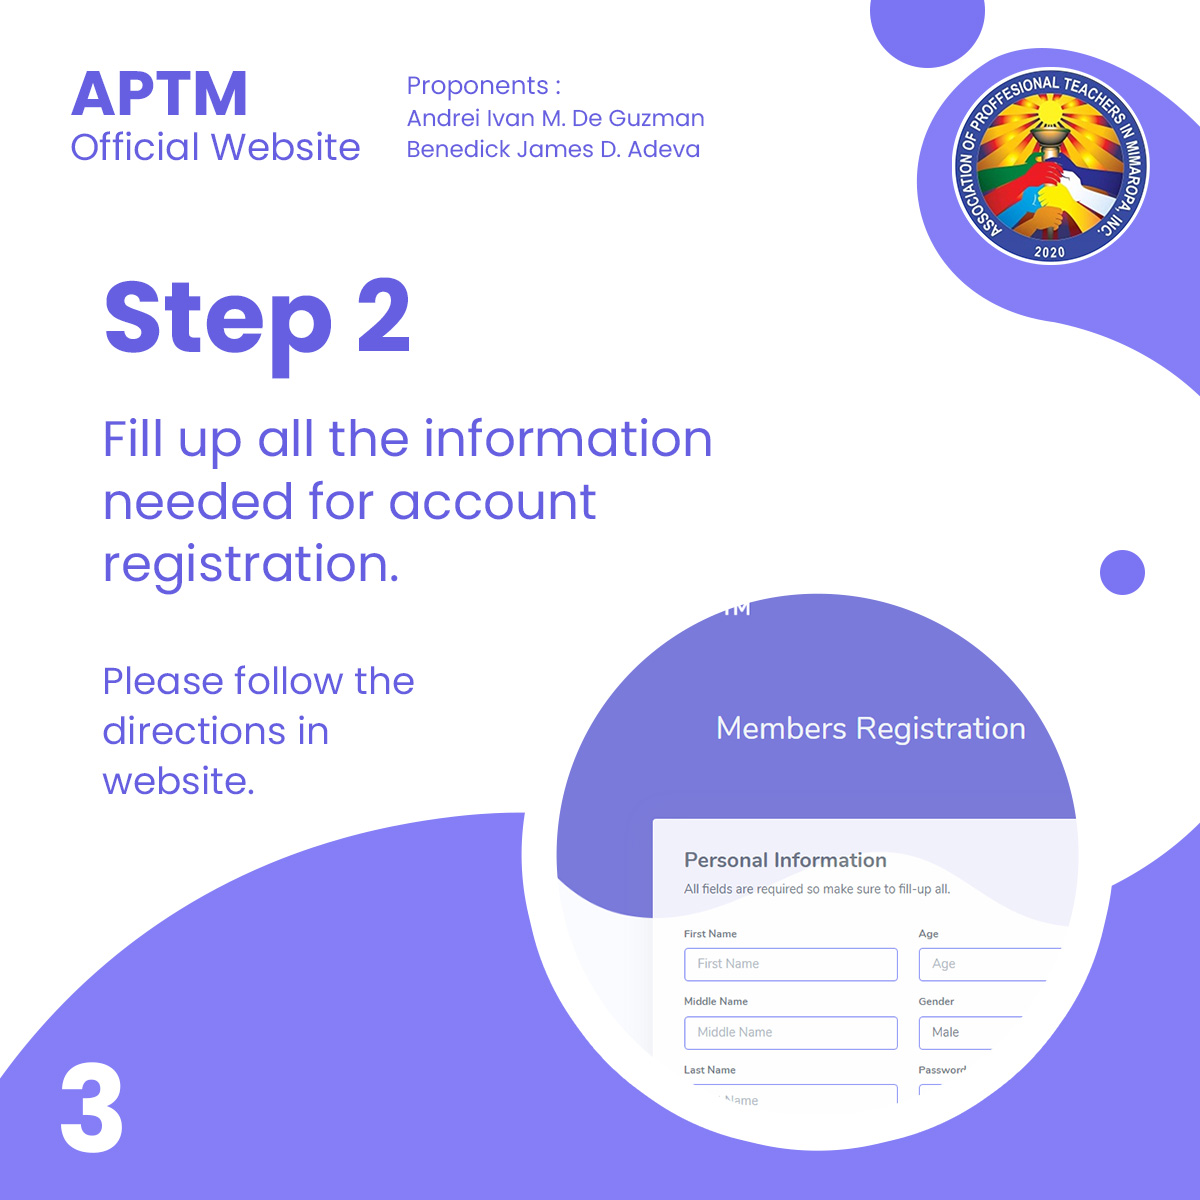 APTM
Official Website
Proponents :
Andrei Ivan M. De Guzman
Benedick James D. Adeva
ASSOCIATION OF PROFFESIONAL TEACHERS IN MIMAROPA, INC.
2020
Step 2
Fill up all the information
needed for account
registration.
Please follow the
directions in
website.
TM
Members Registration
Personal Information
All fields are required so make sure to fill-up all.
First Name
Age
First Name
Age
Middle Name
Gender
Middle Name
Male
Last Name
Password
Name
3